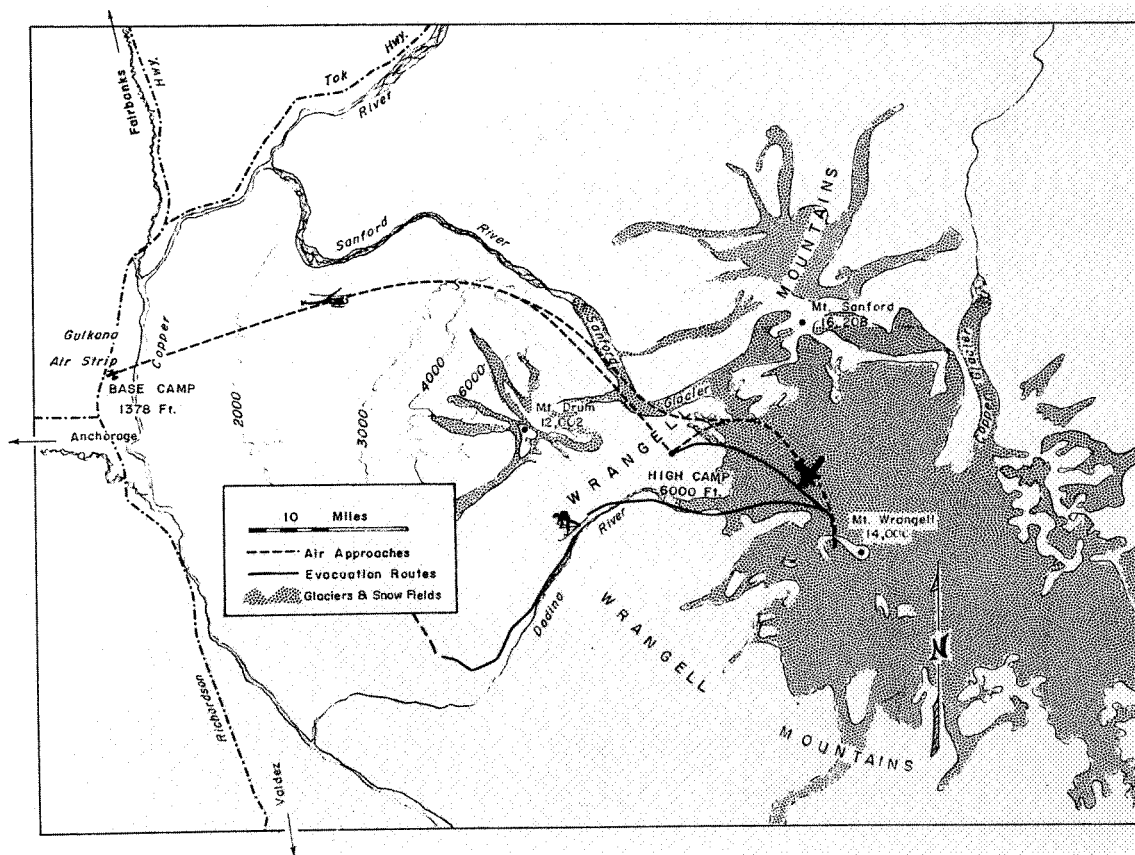 Fairbanks
Hwy.
Tok
Hwy.
River
Sanford
River
MOUNTAINS
Mt. Sanford
16,208
Gulkana
Air Strip
Copper
BASE CAMP
1378 Ft.
Anchorage
2000
3000
4000
6000
Sanford
Glacier
Copper Glacier
Mt. Drum
12,002
WRANGELL
HIGH CAMP
6000 Ft.
Mt. Wrangell
14,000
River
Dadina
10 Miles
Air Approaches
Evacuation Routes
Glaciers & Snow Fields
WRANGELL
MOUNTAINS
N
Richardson
Valdez